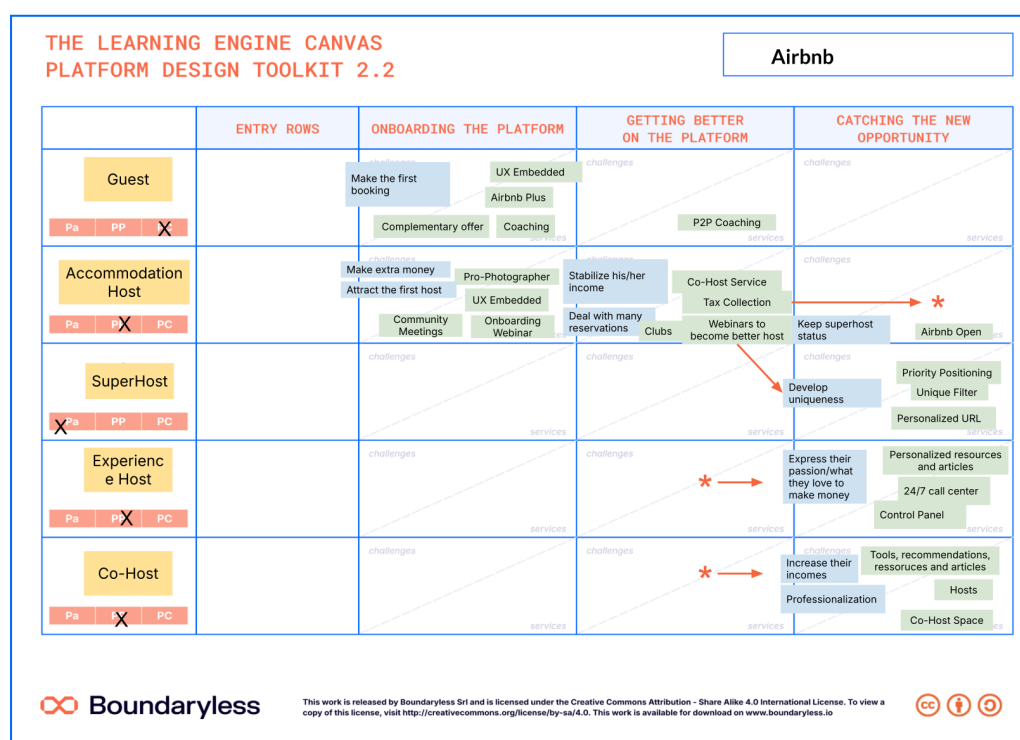 THE LEARNING ENGINE CANVAS
PLATFORM DESIGN TOOLKIT 2.2
Airbnb
ENTRY ROWS
ONBOARDING THE PLATFORM
GETTING BETTER
ON THE PLATFORM
CATCHING THE NEW
OPPORTUNITY
Guest
Pa PP X
challenges
Make the first
booking
UX Embedded
Airbnb Plus
Complementary offer
Coaching
services
challenges
P2P Coaching
services
challenges
services
Accommodation
Host
Pa X PC
challenges
Make extra money
Attract the first host
Pro-Photographer
UX Embedded
Community
Meetings
Onboarding
Webinar
Stabilize his/her
income
Deal with many
reservations
Co-Host Service
Tax Collection
Clubs
Webinars to
become better host
*
challenges
Keep superhost
status
Airbnb Open
SuperHost
X Pa PP PC
challenges
services
challenges
services
challenges
Develop
uniqueness
Priority Positioning
Unique Filter
Personalized URL
services
Experienc
e Host
Pa PP X PC
challenges
services
challenges
*
services
Express their
passion/what
they love to
make money
Personalized resources
and articles
24/7 call center
Control Panel
services
Co-Host
Pa PP X PC
challenges
services
challenges
*
services
challenges
Increase their
incomes
Professionalization
Tools, recommendations,
ressoruces and articles
Hosts
Co-Host Space
Boundaryless
This work is released by Boundaryless Srl and is licensed under the Creative Commons Attribution - Share Alike 4.0 International License. To view a
copy of this license, visit http://creativecommons.org/license/by-sa/4.0. This work is available for download on www.boundaryless.io
cc